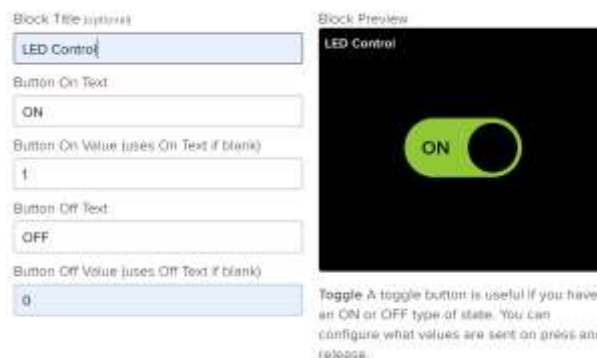 Block Title (optional)
LED Control
Button On Text
ON
Button On Value (uses On Text if blank)
1
Button Off Text
OFF
Button Off Value (uses Off Text if blank)
0
Block Preview
LED Control
ON
Toggle A toggle button is useful if you have
an ON or OFF type of state. You can
configure what values are sent on press and
release.